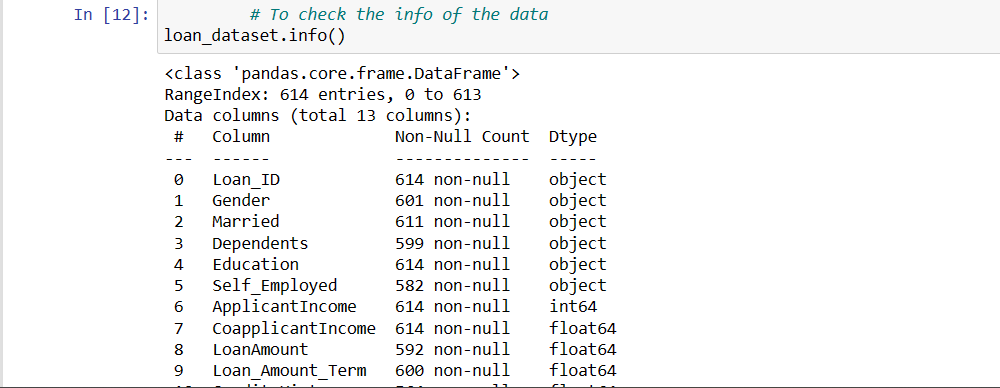 In [12]: # To check the info of the data
loan_dataset.info()
<class 'pandas.core.frame.DataFrame'>
RangeIndex: 614 entries, 0 to 613
Data columns (total 13 columns):
# Column Non-Null Count Dtype
--- ------ -------------- -----
0 Loan_ID 614 non-null object
1 Gender 601 non-null object
2 Married 611 non-null object
3 Dependents 599 non-null object
4 Education 614 non-null object
5 Self_Employed 582 non-null object
6 ApplicantIncome 614 non-null int64
7 CoapplicantIncome 614 non-null float64
8 LoanAmount 592 non-null float64
9 Loan_Amount_Term 600 non-null float64